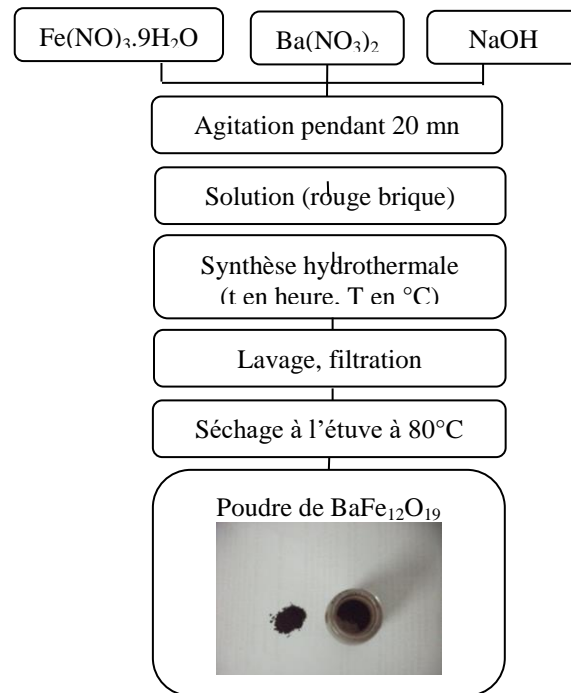 Fe(NO)₃.9H₂O
Ba(NO₃)₂
NaOH
Agitation pendant 20 mn
Solution (rouge brique)
Synthèse hydrothermale
(t en heure, T en °C)
Lavage, filtration
Séchage à l’étuve à 80°C
Poudre de BaFe₁₂O₁₉